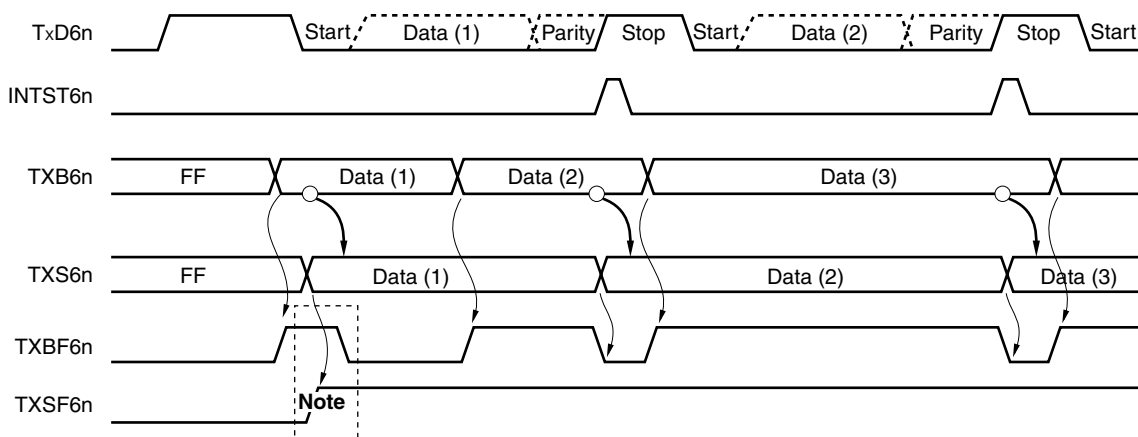 TxD6n Start Data (1) Parity Stop Start Data (2) Parity Stop Start
INTST6n
TXB6n FF Data (1) Data (2) Data (3)
TXS6n FF Data (1) Data (2) Data (3)
TXBF6n
TXSF6n Note